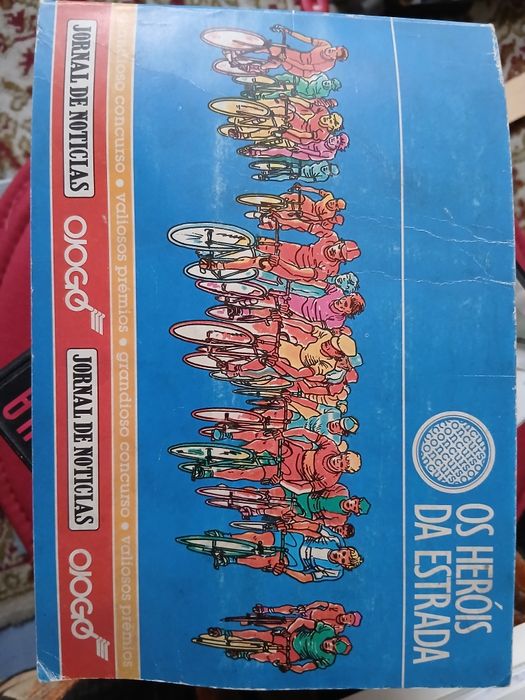 OS HERÓIS
DA ESTRADA
grandioso concurso • valiosos prémios • grandioso concurso • valiosos prémios
JORNAL DE NOTICIAS OJOGO JORNAL DE NOTICIAS OJOGO